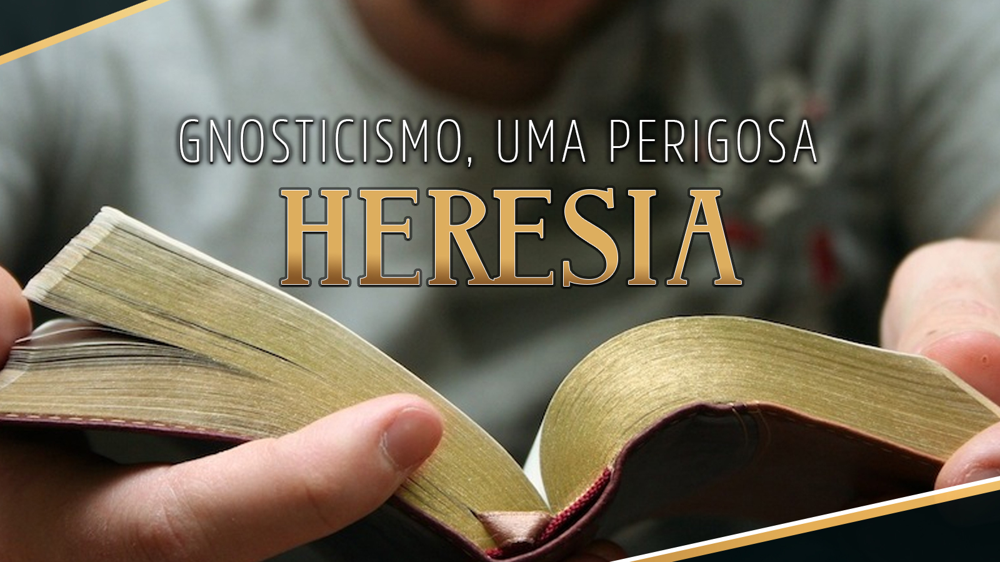 GNOSTICISMO, UMA PERIGOSA
HERESIA